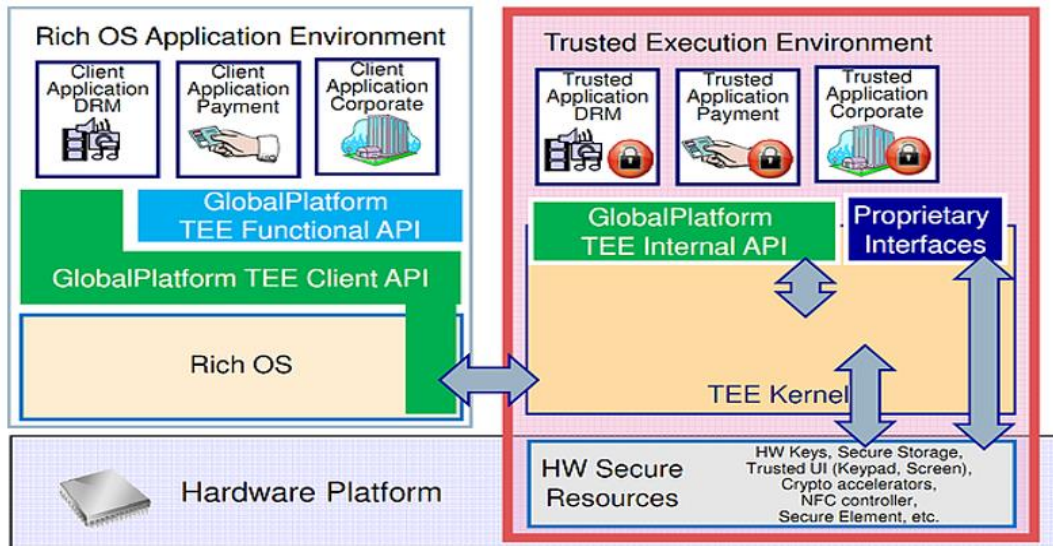 Rich OS Application Environment
Client
Application
DRM
Client
Application
Payment
Client
Application
Corporate
GlobalPlatform
TEE Functional API
GlobalPlatform TEE Client API
Rich OS
Trusted Execution Environment
Trusted
Application
DRM
Trusted
Application
Payment
Trusted
Application
Corporate
GlobalPlatform
TEE Internal API
Proprietary
Interfaces
TEE Kernel
Hardware Platform
HW Secure
Resources
HW Keys, Secure Storage,
Trusted UI (Keypad, Screen),
Crypto accelerators,
NFC controller,
Secure Element, etc.